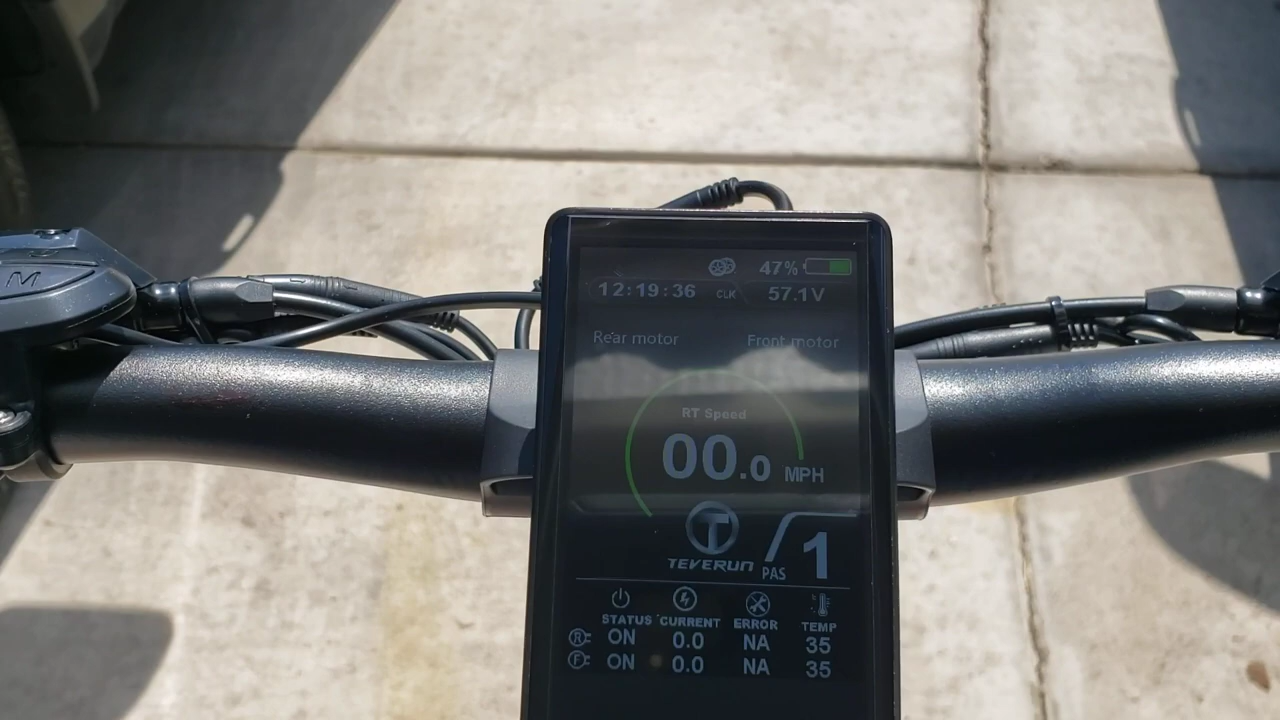 M
47%
12:19:36 CLK 57.1V
Rear motor Front motor
RT Speed
00.0 MPH
T
TEVERUN PAS 1
STATUS CURRENT ERROR TEMP
R ON 0.0 NA 35
F ON 0.0 NA 35